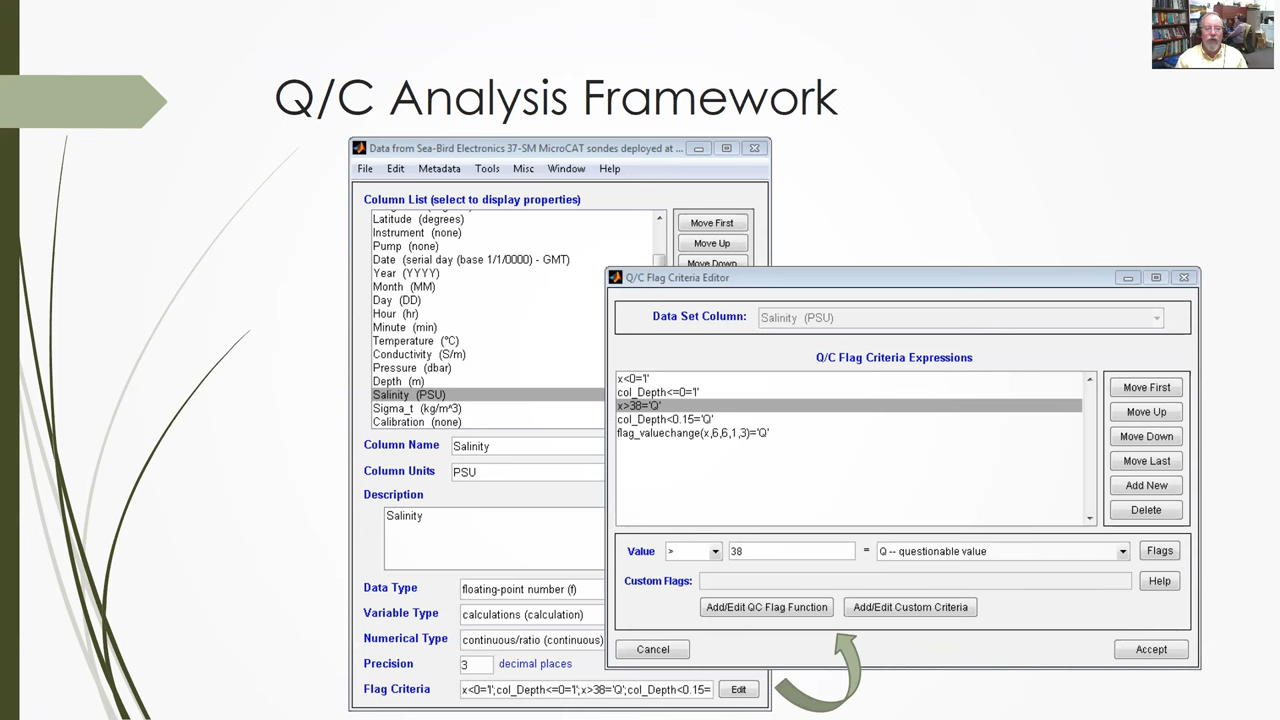 Q/C Analysis Framework
Data from Sea-Bird Electronics 37-SM MicroCAT sondes deployed at ...
File Edit Metadata Tools Misc Window Help
Column List (select to display properties)
Latitude (degrees)
Instrument (none)
Pump (none)
Date (serial day (base 1/1/0000) - GMT)
Year (YYYY)
Month (MM)
Day (DD)
Hour (hr)
Minute (min)
Temperature (°C)
Conductivity (S/m)
Pressure (dbar)
Depth (m)
Salinity (PSU)
Sigma_t (kg/m^3)
Calibration (none)
Move First
Move Up
Move Down
Column Name Salinity
Column Units PSU
Description
Salinity
Data Type floating-point number (f)
Variable Type calculations (calculation)
Numerical Type continuous/ratio (continuous)
Precision 3 decimal places
Flag Criteria x<0='I';col_Depth<=0='I';x>38='Q';col_Depth<0.15= Edit
Q/C Flag Criteria Editor
Data Set Column: Salinity (PSU)
Q/C Flag Criteria Expressions
x<0='I'
col_Depth<=0='I'
x>38='Q'
col_Depth<0.15='Q'
flag_valuechange(x,6,6,1,3)='Q'
Move First
Move Up
Move Down
Move Last
Add New
Delete
Value > 38 = Q -- questionable value Flags
Custom Flags: Help
Add/Edit QC Flag Function Add/Edit Custom Criteria
Cancel Accept